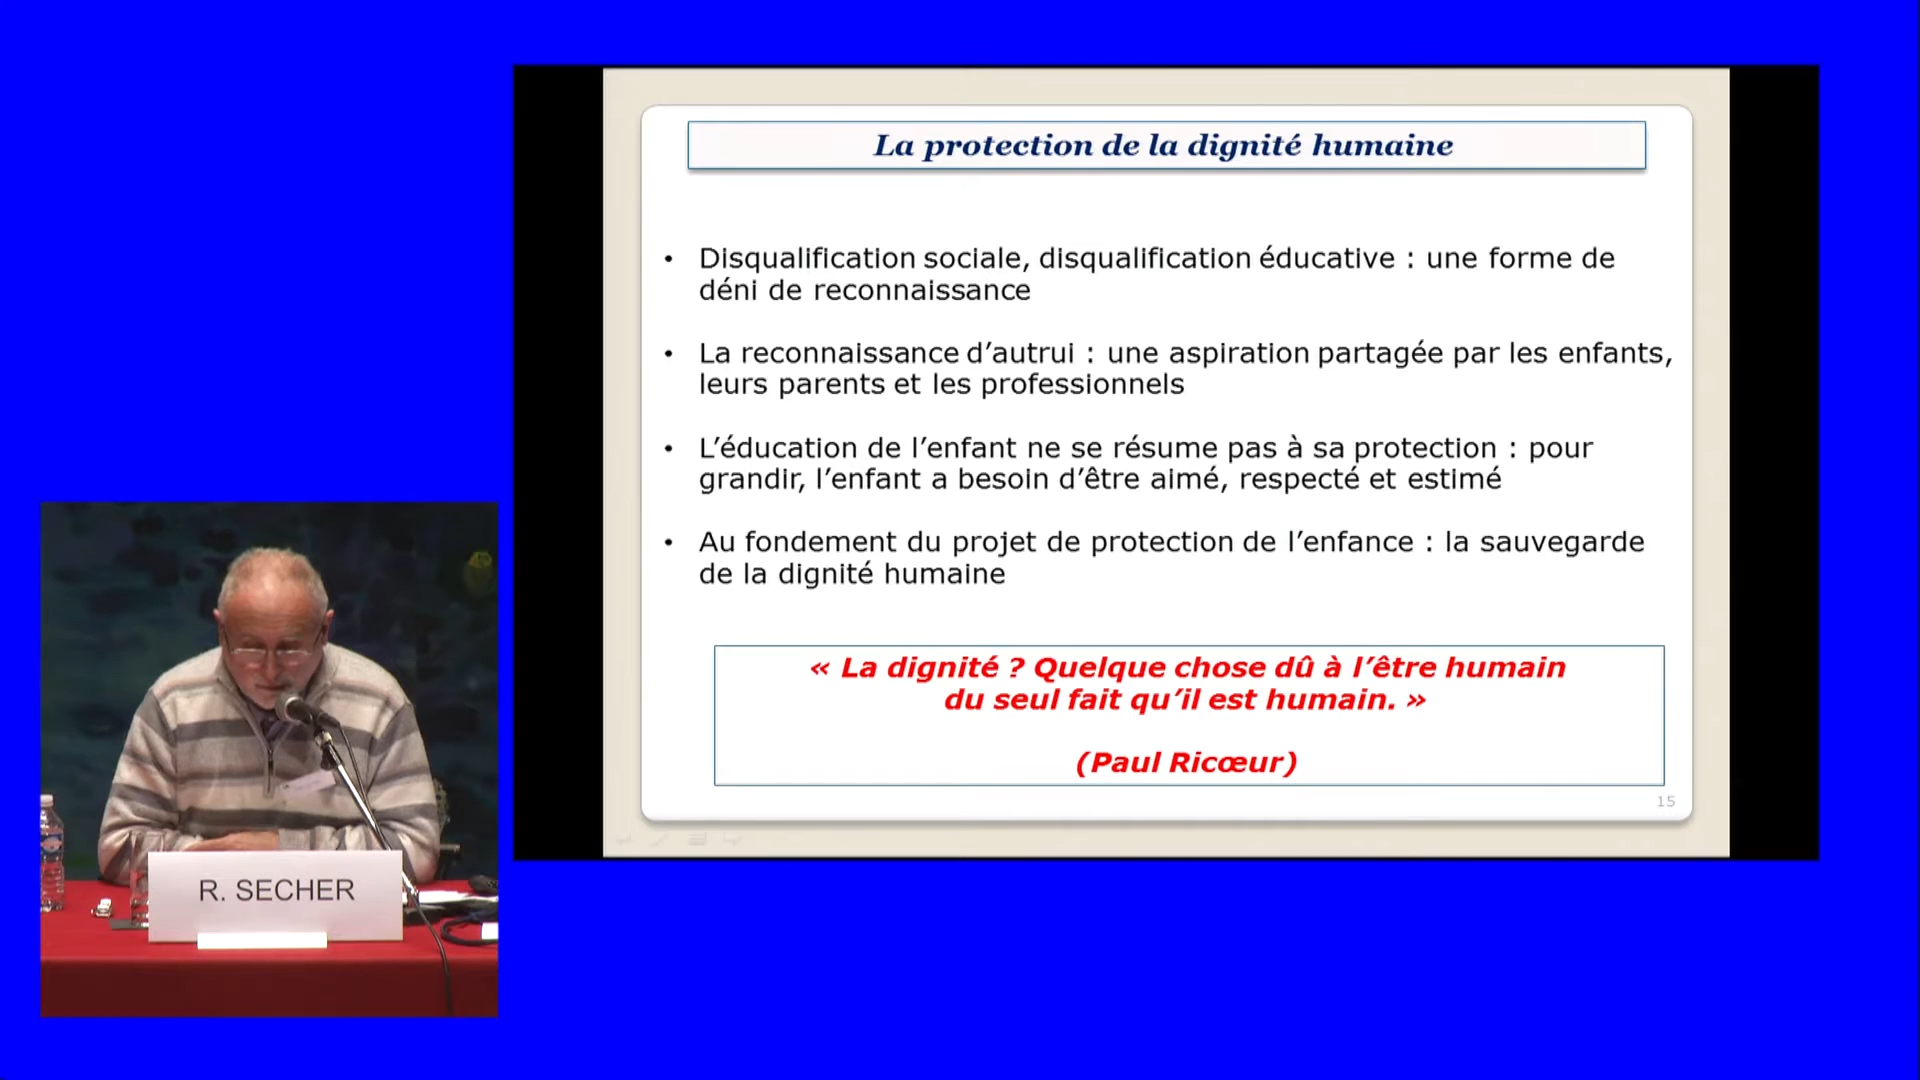 La protection de la dignité humaine
• Disqualification sociale, disqualification éducative : une forme de
déni de reconnaissance
• La reconnaissance d’autrui : une aspiration partagée par les enfants,
leurs parents et les professionnels
• L’éducation de l’enfant ne se résume pas à sa protection : pour
grandir, l’enfant a besoin d’être aimé, respecté et estimé
• Au fondement du projet de protection de l’enfance : la sauvegarde
de la dignité humaine
« La dignité ? Quelque chose dû à l’être humain
du seul fait qu’il est humain. »
(Paul Ricœur)
15
R. SECHER